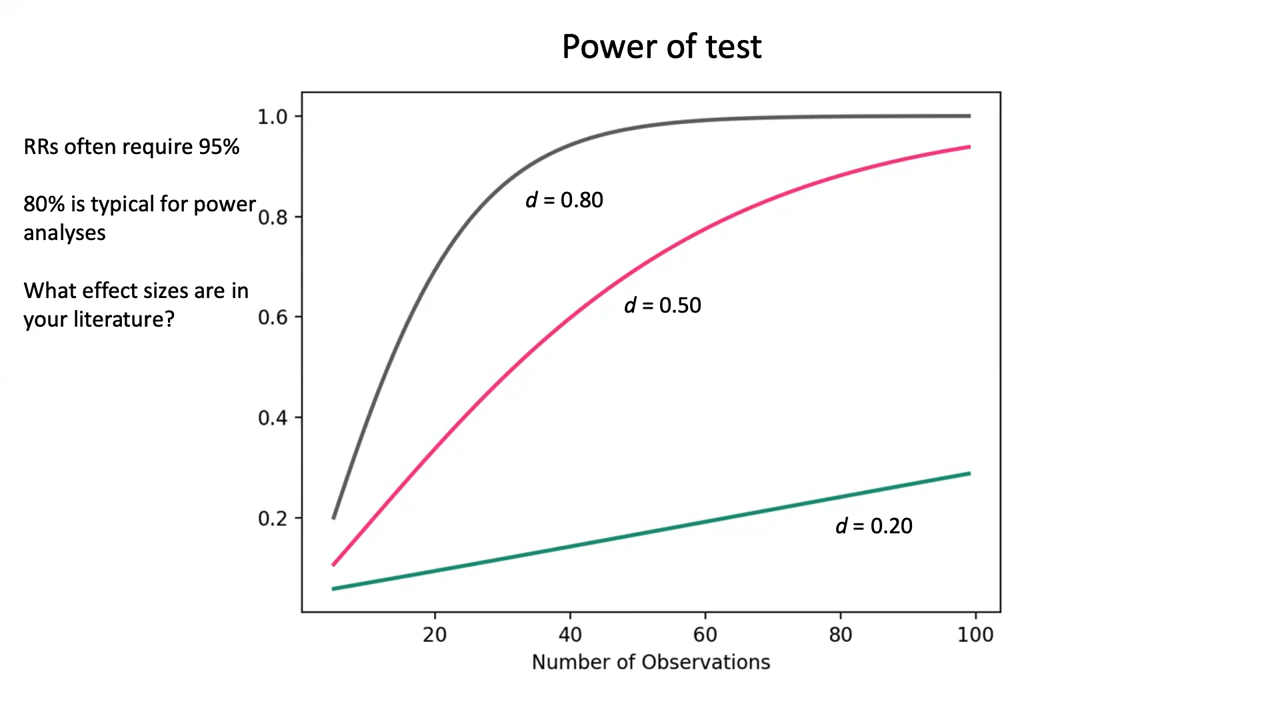 Power of test
RRs often require 95%
80% is typical for power
analyses
What effect sizes are in
your literature?
1.0
0.8
0.6
0.4
0.2
d = 0.80
d = 0.50
d = 0.20
20 40 60 80 100
Number of Observations